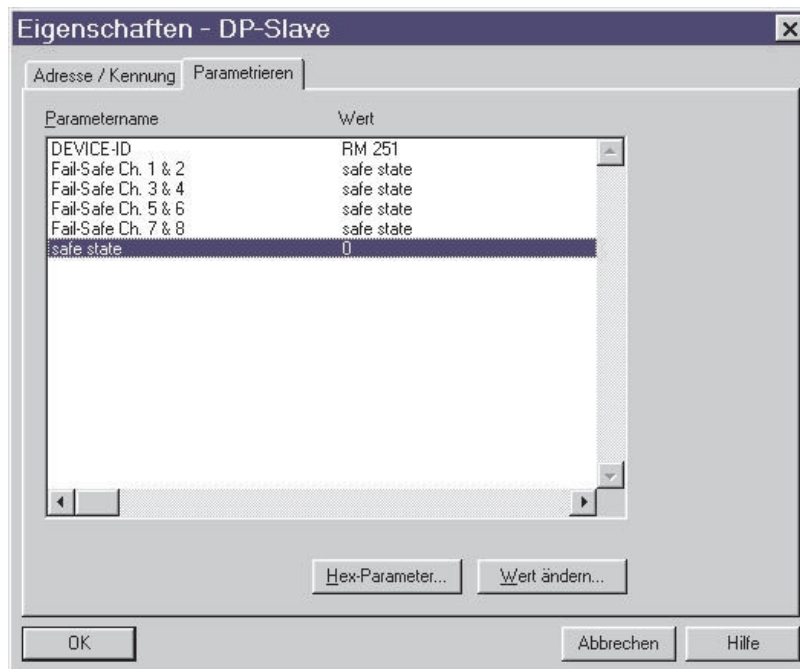 Eigenschaften - DP-Slave
Adresse / Kennung Parametrieren
Parametername Wert
DEVICE-ID RM 251
Fail-Safe Ch. 1 & 2 safe state
Fail-Safe Ch. 3 & 4 safe state
Fail-Safe Ch. 5 & 6 safe state
Fail-Safe Ch. 7 & 8 safe state
safe state 0
Hex-Parameter... Wert ändern...
OK Abbrechen Hilfe